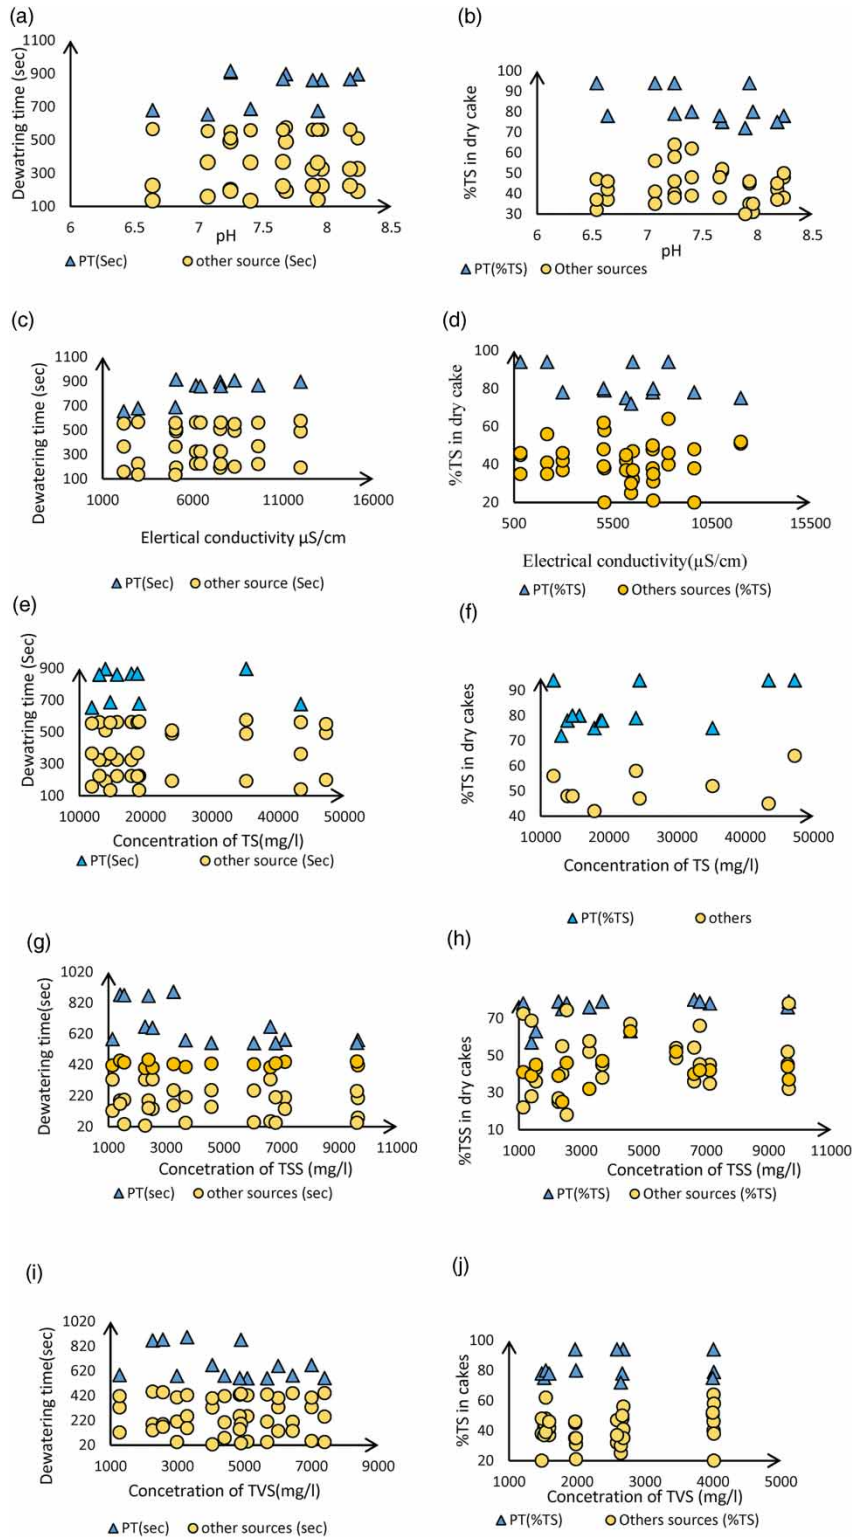 (a)
Dewatring time (sec)
1100
900
700
500
300
100
6
6.5
7
7.5
8
8.5
pH
PT(Sec)
other source (Sec)
(b)
%TS in dry cake
100
90
80
70
60
50
40
30
6
6.5
7
7.5
8
8.5
pH
PT(%TS)
Other sources
(c)
Dewatering time (sec)
1100
900
700
500
300
100
1000
6000
11000
16000
Elertical conductivity µS/cm
PT(Sec)
other source (Sec)
(d)
%TS in dry cake
100
80
60
40
20
500
5500
10500
15500
Electrical conductivity(µS/cm)
PT(%TS)
Others sources (%TS)
(e)
Dewatring time (Sec)
900
700
500
300
100
10000
20000
30000
40000
50000
Concentration of TS(mg/l)
PT(Sec)
other source (Sec)
(f)
%TS in dry cakes
90
80
70
60
50
40
10000
20000
30000
40000
50000
Concentration of TS (mg/l)
PT(%TS)
others
(g)
Dewatering time(sec)
1020
820
620
420
220
20
1000
3000
5000
7000
9000
11000
Concetration of TSS (mg/l)
PT(sec)
other sources (sec)
(h)
%TSS in dry cakes
70
50
30
10
1000
3000
5000
7000
9000
11000
Concetration of TSS (mg/l)
PT(%TS)
Other sources (%TS)
(i)
Dewatering time(sec)
1020
820
620
420
220
20
1000
3000
5000
7000
9000
Concetration of TVS(mg/l)
PT(sec)
other sources (sec)
(j)
%TS in cakes
100
80
60
40
20
1000
2000
3000
4000
5000
Concetration of TVS (mg/l)
PT(%TS)
Others sources (%TS)